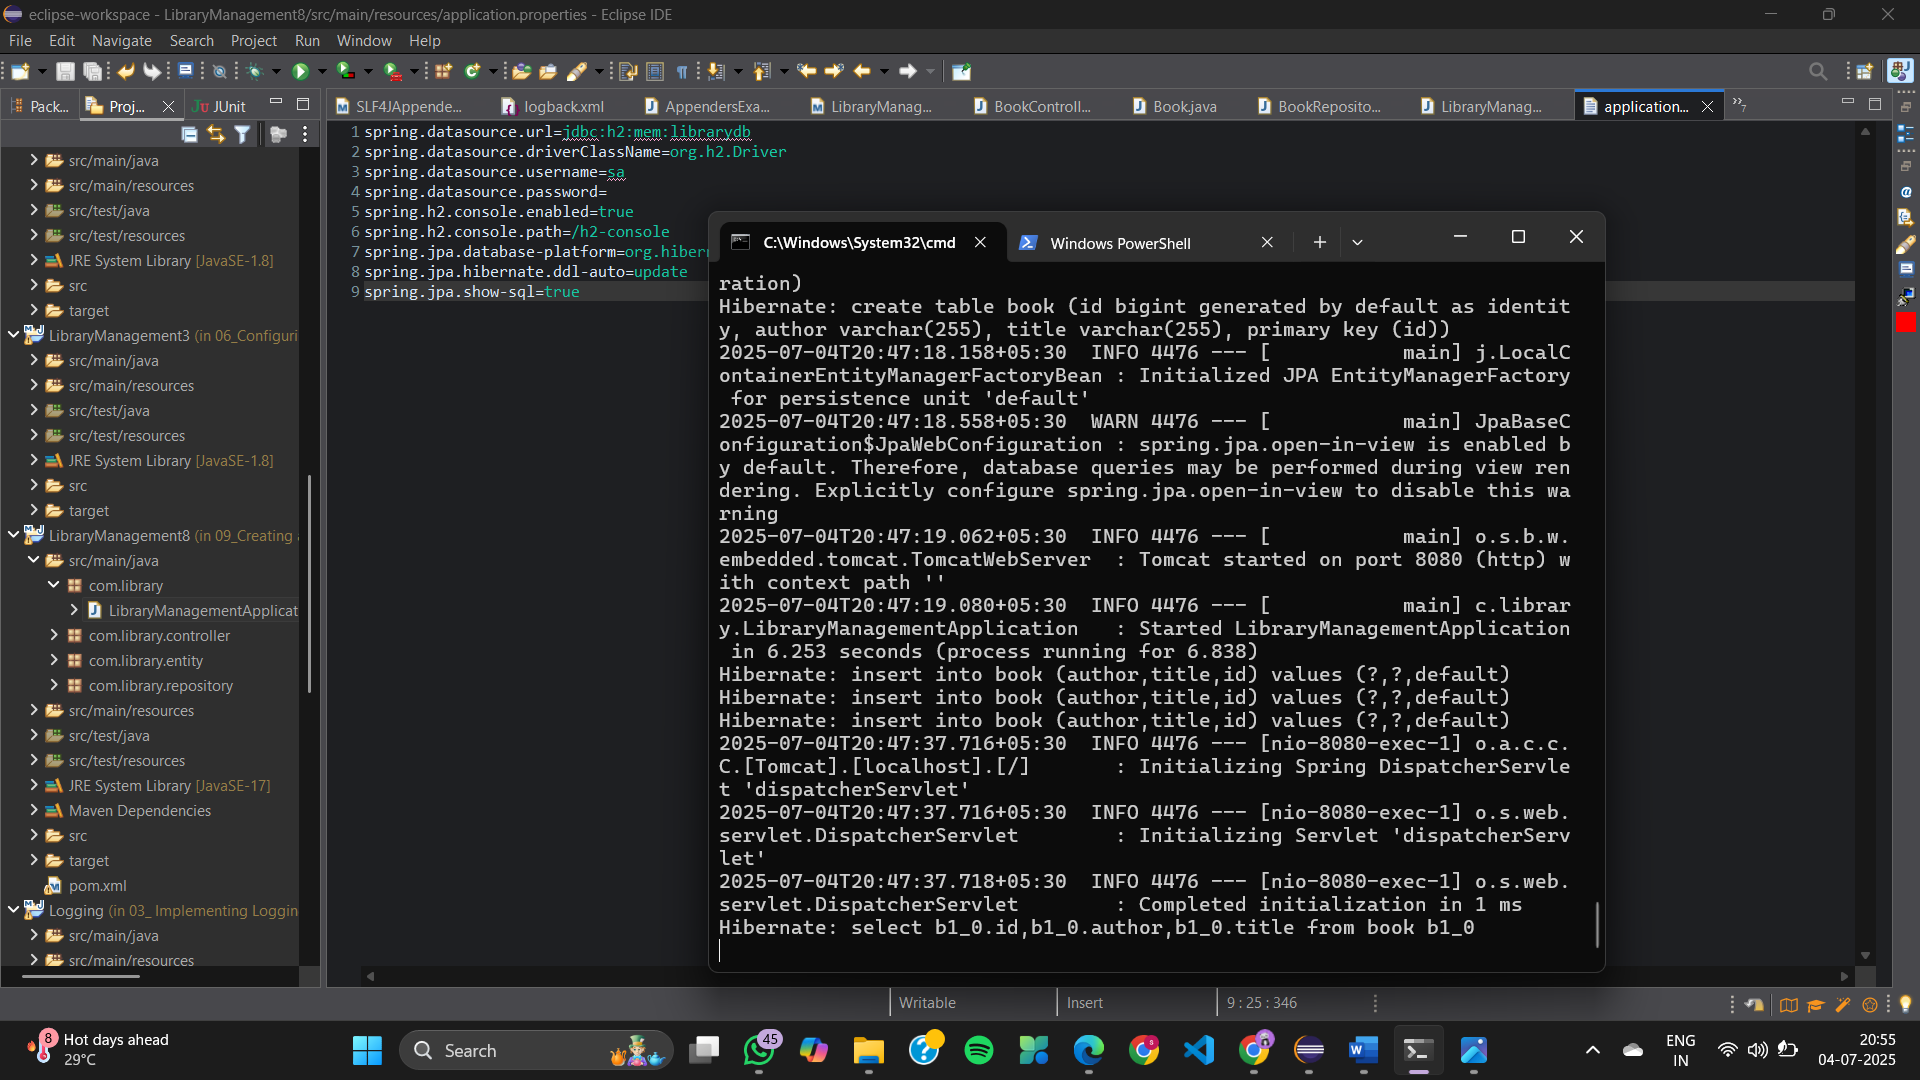 eclipse-workspace - LibraryManagement8/src/main/resources/application.properties - Eclipse IDE
File Edit Navigate Search Project Run Window Help
Pack... Proj... JUnit
SLF4JAppende... logback.xml AppendersExa... LibraryManag... BookControll... Book.java BookReposito... LibraryManag... application... 7
src/main/java
src/main/resources
src/test/java
src/test/resources
JRE System Library [JavaSE-1.8]
src
target
LibraryManagement3 (in 06_Configuri
src/main/java
src/main/resources
src/test/java
src/test/resources
JRE System Library [JavaSE-1.8]
src
target
LibraryManagement8 (in 09_Creating
src/main/java
com.library
LibraryManagementApplicat
com.library.controller
com.library.entity
com.library.repository
src/main/resources
src/test/java
src/test/resources
JRE System Library [JavaSE-17]
Maven Dependencies
src
target
pom.xml
Logging (in 03_ Implementing Loggin
src/main/java
src/main/resources
1 spring.datasource.url=jdbc:h2:mem:librarydb
2 spring.datasource.driverClassName=org.h2.Driver
3 spring.datasource.username=sa
4 spring.datasource.password=
5 spring.h2.console.enabled=true
6 spring.h2.console.path=/h2-console
7 spring.jpa.database-platform=org.hiber
8 spring.jpa.hibernate.ddl-auto=update
9 spring.jpa.show-sql=true
C:\Windows\System32\cmd Windows PowerShell
ration)
Hibernate: create table book (id bigint generated by default as identit
y, author varchar(255), title varchar(255), primary key (id))
2025-07-04T20:47:18.158+05:30  INFO 4476 --- [           main] j.LocalC
ontainerEntityManagerFactoryBean : Initialized JPA EntityManagerFactory
 for persistence unit 'default'
2025-07-04T20:47:18.558+05:30  WARN 4476 --- [           main] JpaBaseC
onfiguration$JpaWebConfiguration : spring.jpa.open-in-view is enabled b
y default. Therefore, database queries may be performed during view ren
dering. Explicitly configure spring.jpa.open-in-view to disable this wa
rning
2025-07-04T20:47:19.062+05:30  INFO 4476 --- [           main] o.s.b.w.
embedded.tomcat.TomcatWebServer  : Tomcat started on port 8080 (http) w
ith context path ''
2025-07-04T20:47:19.080+05:30  INFO 4476 --- [           main] c.librar
y.LibraryManagementApplication   : Started LibraryManagementApplication
 in 6.253 seconds (process running for 6.838)
Hibernate: insert into book (author,title,id) values (?,?,default)
Hibernate: insert into book (author,title,id) values (?,?,default)
Hibernate: insert into book (author,title,id) values (?,?,default)
2025-07-04T20:47:37.716+05:30  INFO 4476 --- [nio-8080-exec-1] o.a.c.c.
C.[Tomcat].[localhost].[/]       : Initializing Spring DispatcherServle
t 'dispatcherServlet'
2025-07-04T20:47:37.716+05:30  INFO 4476 --- [nio-8080-exec-1] o.s.web.
servlet.DispatcherServlet        : Initializing Servlet 'dispatcherServ
let'
2025-07-04T20:47:37.718+05:30  INFO 4476 --- [nio-8080-exec-1] o.s.web.
servlet.DispatcherServlet        : Completed initialization in 1 ms
Hibernate: select b1_0.id,b1_0.author,b1_0.title from book b1_0
Writable Insert 9 : 25 : 346
8 Hot days ahead
29°C
Search
45
ENG
IN
20:55
04-07-2025